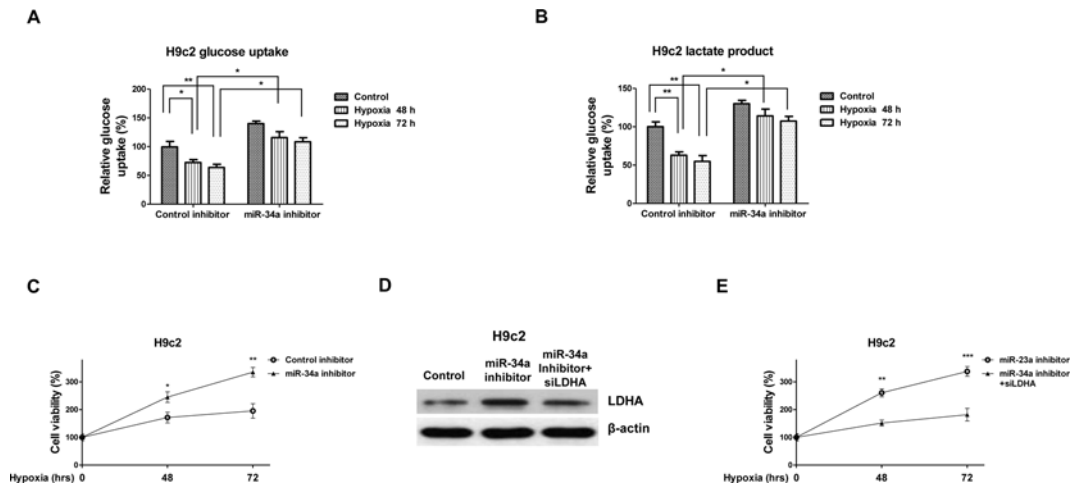 A
H9c2 glucose uptake
Relative glucose
uptake (%)
200
150
100
50
0
**
*
*
*
Control
Hypoxia 48 h
Hypoxia 72 h
Control inhibitor
miR-34a inhibitor
B
H9c2 lactate product
Relative glucose
uptake (%)
150
100
50
0
**
**
*
*
Control
Hypoxia 48 h
Hypoxia 72 h
Control inhibitor
miR-34a inhibitor
C
H9c2
Cell viability (%)
300
200
100
0
*
**
Control inhibitor
miR-34a inhibitor
Hypoxia (hrs)
0
48
72
D
H9c2
Control
miR-34a
inhibitor
miR-34a
Inhibitor+
siLDHA
LDHA
β-actin
E
H9c2
Cell viability (%)
300
200
100
0
**
***
miR-23a inhibitor
miR-34a inhibitor
+siLDHA
Hypoxia (hrs)
0
48
72